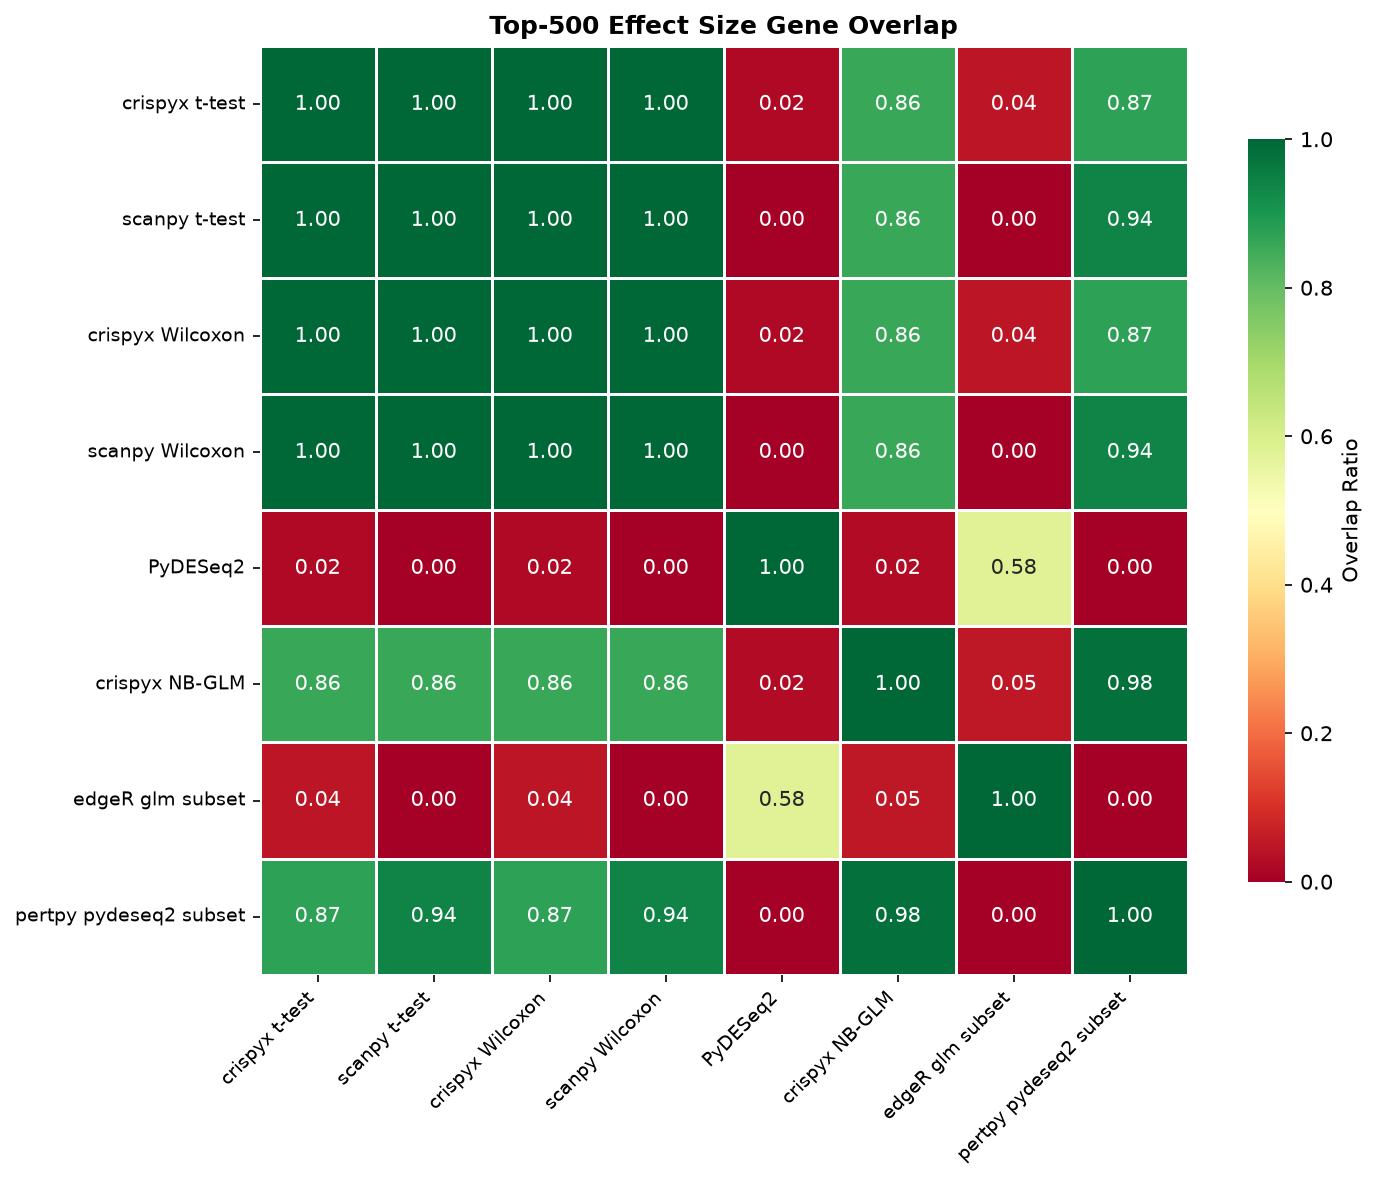 Top-500 Effect Size Gene Overlap
crispyx t-test 1.00 1.00 1.00 1.00 0.02 0.86 0.04 0.87
scanpy t-test 1.00 1.00 1.00 1.00 0.00 0.86 0.00 0.94
crispyx Wilcoxon 1.00 1.00 1.00 1.00 0.02 0.86 0.04 0.87
scanpy Wilcoxon 1.00 1.00 1.00 1.00 0.00 0.86 0.00 0.94
PyDESeq2 0.02 0.00 0.02 0.00 1.00 0.02 0.58 0.00
crispyx NB-GLM 0.86 0.86 0.86 0.86 0.02 1.00 0.05 0.98
edgeR glm subset 0.04 0.00 0.04 0.00 0.58 0.05 1.00 0.00
pertpy pydeseq2 subset 0.87 0.94 0.87 0.94 0.00 0.98 0.00 1.00
crispyx t-test
scanpy t-test
crispyx Wilcoxon
scanpy Wilcoxon
PyDESeq2
crispyx NB-GLM
edgeR glm subset
pertpy pydeseq2 subset
1.0
0.8
0.6
0.4
0.2
0.0
Overlap Ratio